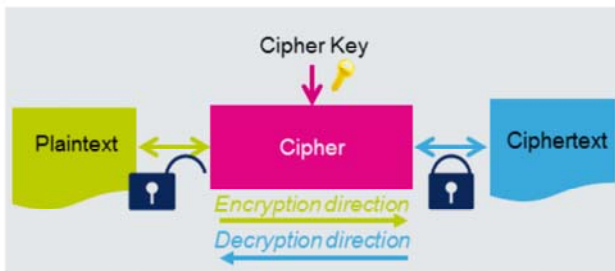 Cipher Key
Plaintext
Cipher
Ciphertext
Encryption direction
Decryption direction